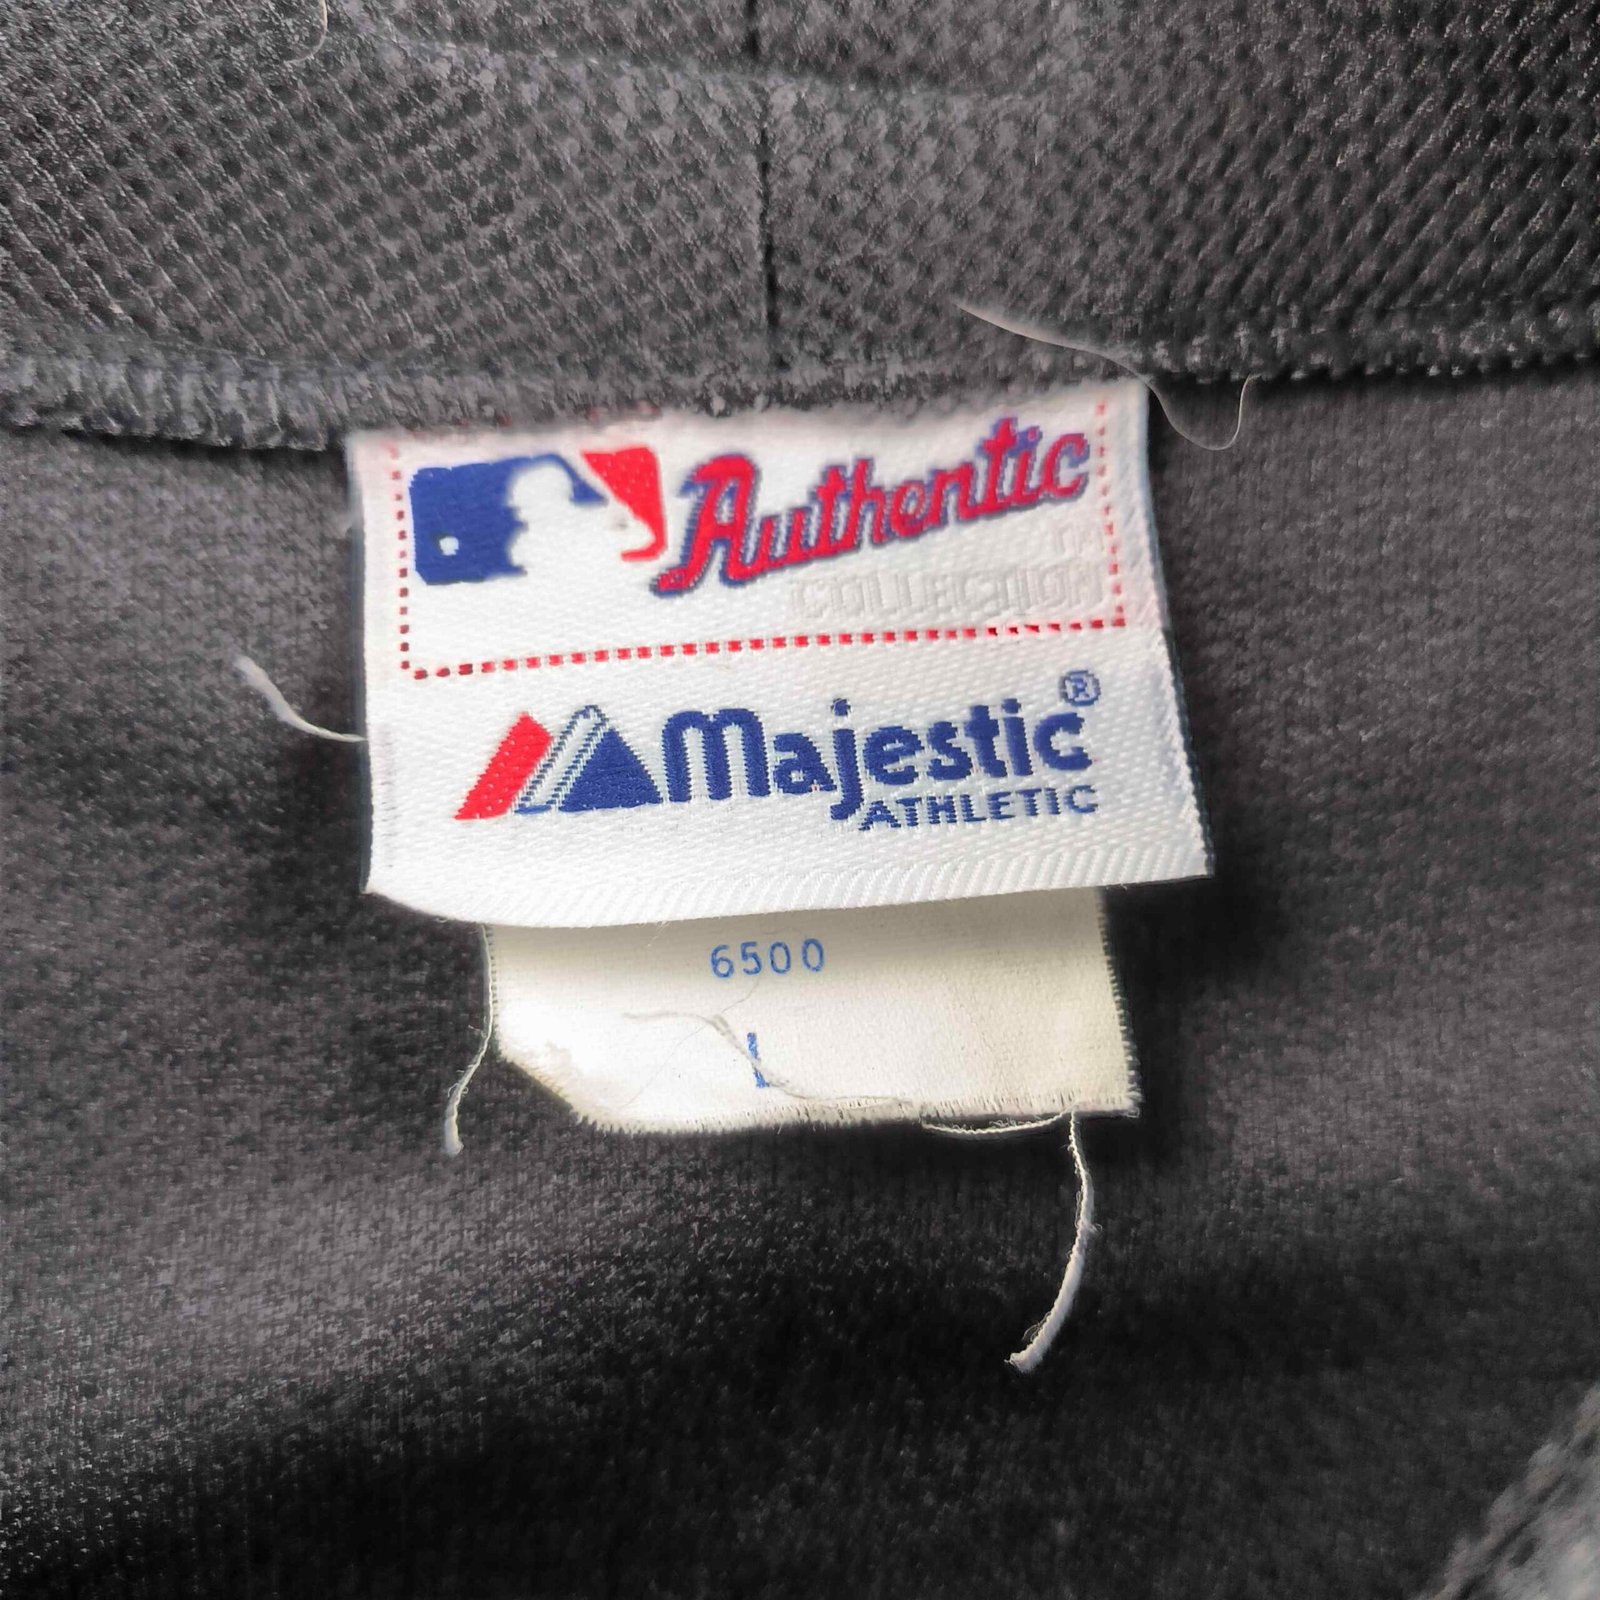 Authentic
COLLECTION
Majestic®
ATHLETIC
6500
L